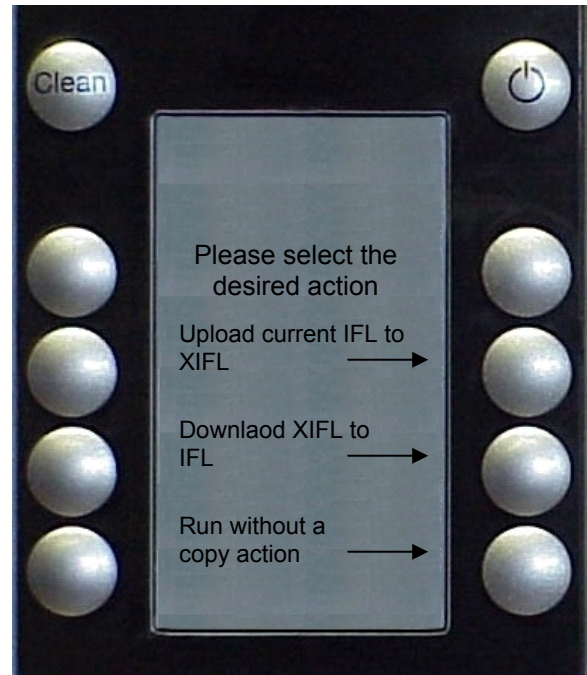 Clean
Please select the
desired action
Upload current IFL to
XIFL
Downlaod XIFL to
IFL
Run without a
copy action